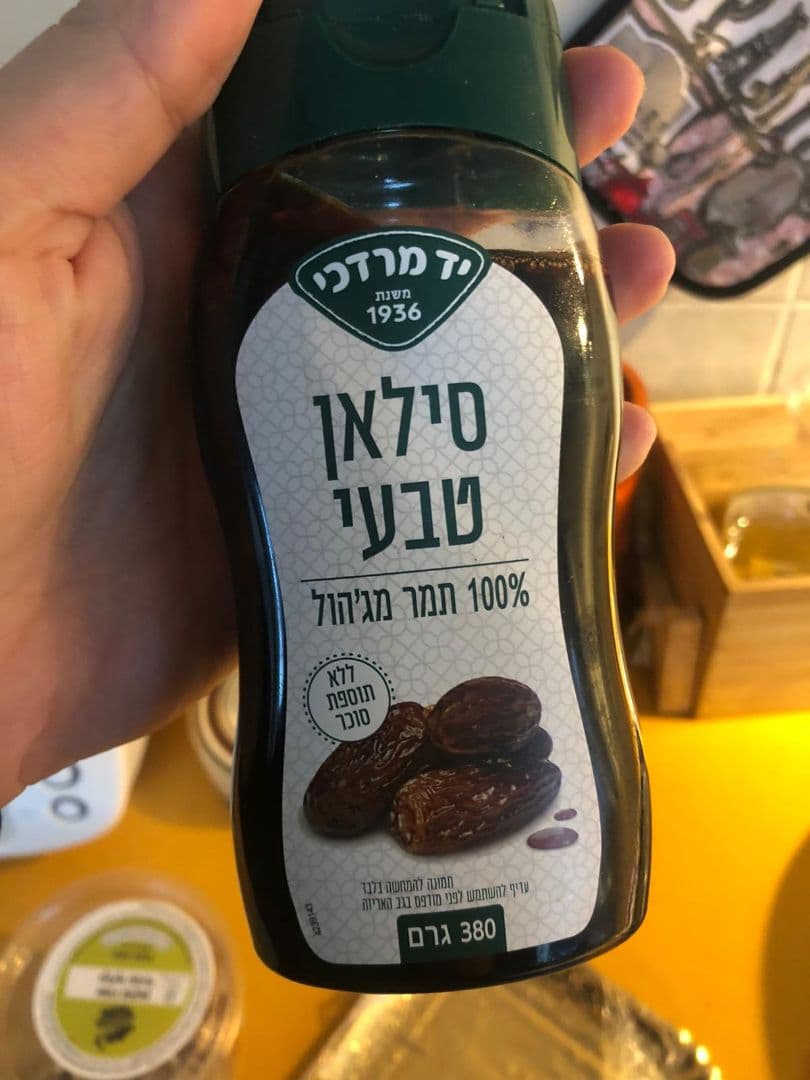 יד מרדכי
משנת
1936
סילאן
טבעי
100% תמר מג'הול
ללא
תוספת
סוכר
תמונה להמחשה בלבד
עדיף להשתמש לפני מודפס בגב האריזה
380 גרם